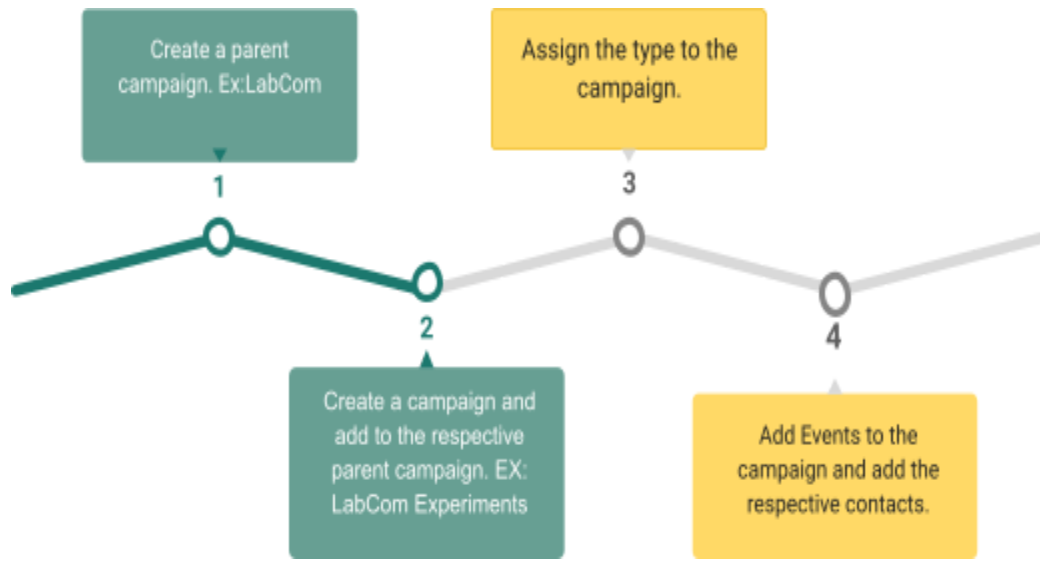 Create a parent
campaign. Ex:LabCom
1
2
Create a campaign and
add to the respective
parent campaign. EX:
LabCom Experiments
Assign the type to the
campaign.
3
4
Add Events to the
campaign and add the
respective contacts.